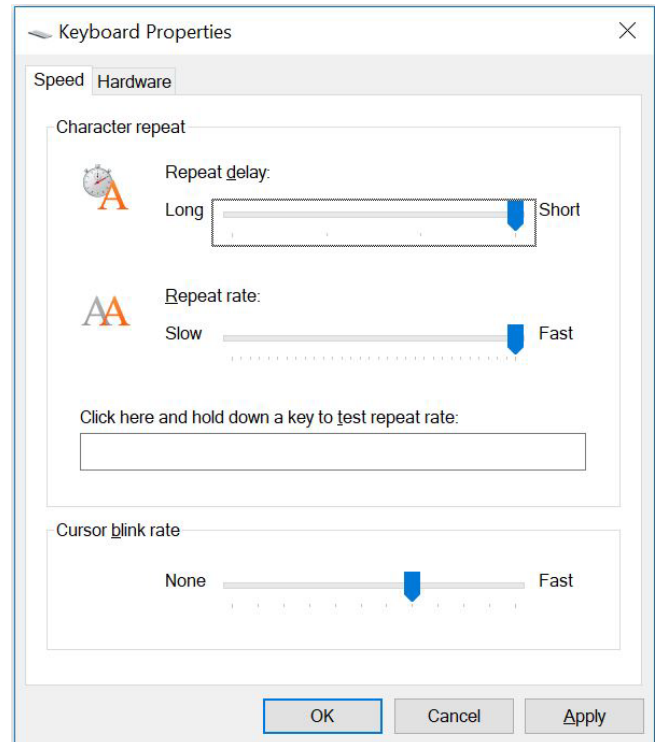 Keyboard Properties
Speed Hardware
Character repeat
Repeat delay:
Long Short
Repeat rate:
Slow Fast
Click here and hold down a key to test repeat rate:
Cursor blink rate
None Fast
OK Cancel Apply